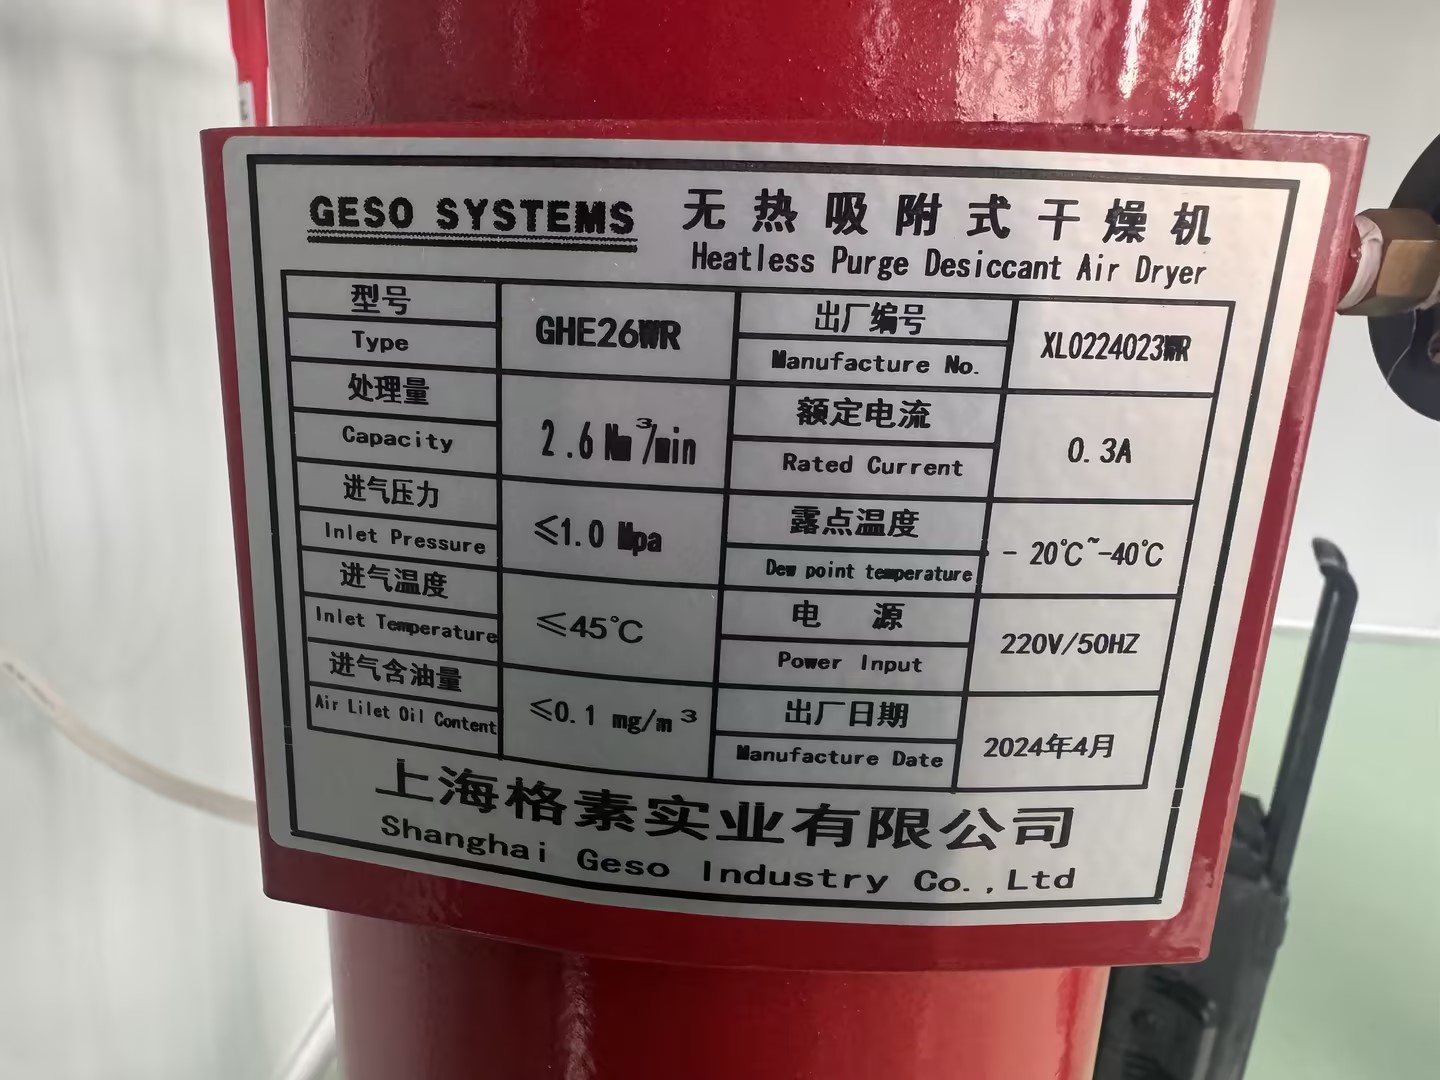 GESO SYSTEMS
无热吸附式干燥机
Heatless Purge Desiccant Air Dryer
型号
Type
GHE26WR
出厂编号
Manufacture No.
XL0224023WR
处理量
Capacity
2.6 Nm³/min
额定电流
Rated Current
0.3A
进气压力
Inlet Pressure
≤1.0 Mpa
露点温度
Dew point temperature
- 20℃~-40℃
进气温度
Inlet Temperature
≤45℃
电 源
Power Input
220V/50HZ
进气含油量
Air Lilet Oil Content
≤0.1 mg/m³
出厂日期
Manufacture Date
2024年4月
上海格素实业有限公司
Shanghai Geso Industry Co.,Ltd